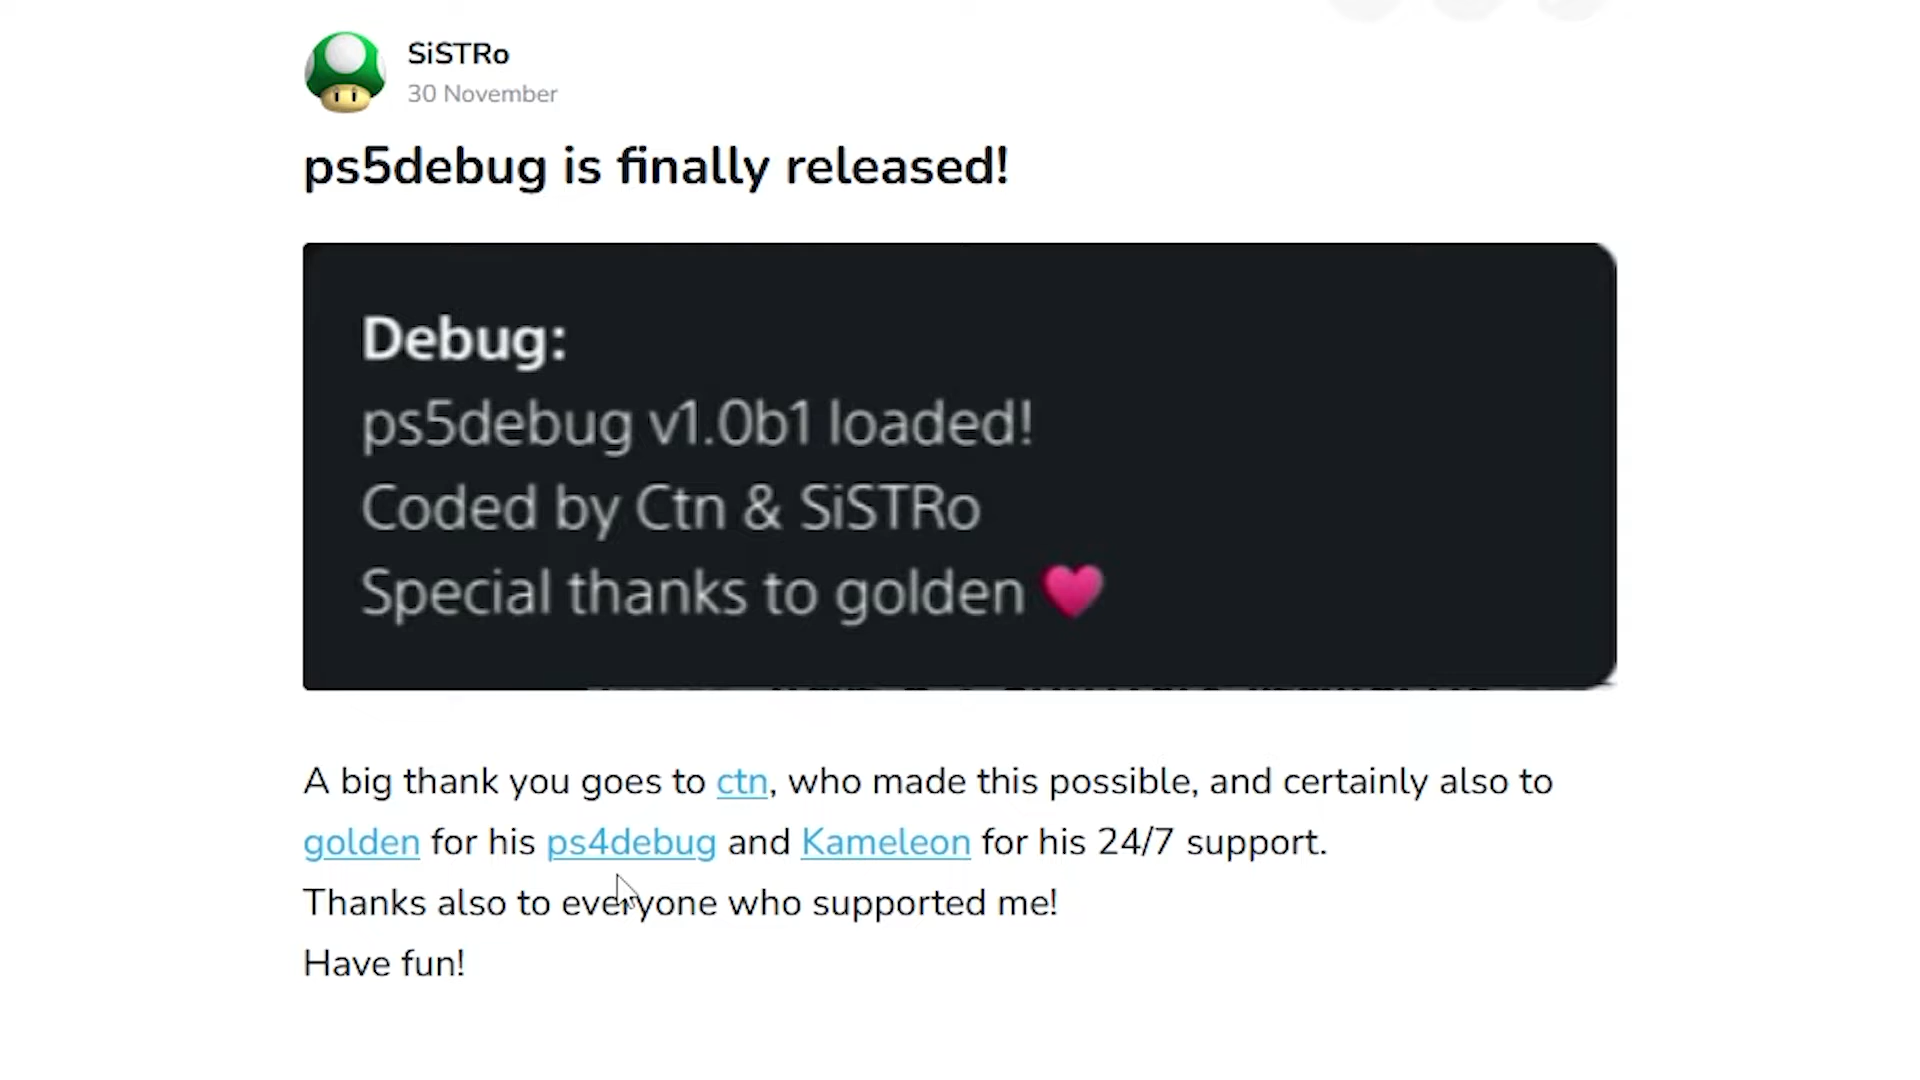 SiSTRo
30 November
ps5debug is finally released!
Debug:
ps5debug v1.0b1 loaded!
Coded by Ctn & SiSTRo
Special thanks to golden ♥
A big thank you goes to ctn, who made this possible, and certainly also to
golden for his ps4debug and Kameleon for his 24/7 support.
Thanks also to everyone who supported me!
Have fun!